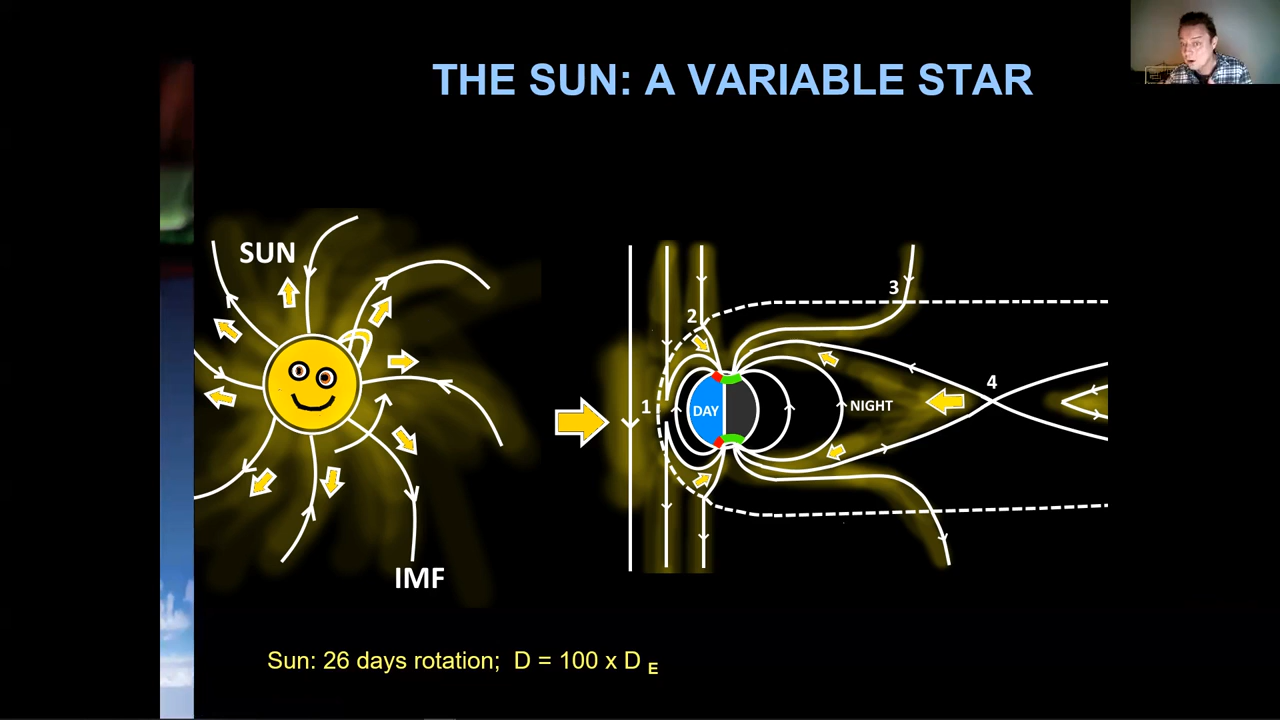 THE SUN: A VARIABLE STAR
SUN
IMF
1
2
3
4
DAY
NIGHT
Sun: 26 days rotation; D = 100 x D E